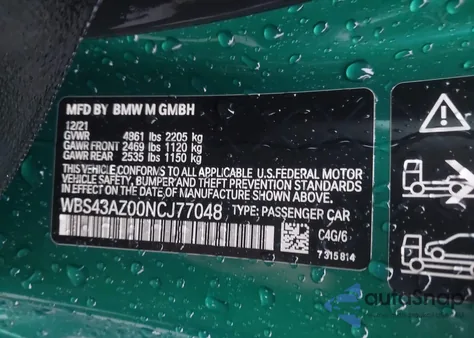 MFD BY BMW M GMBH
12/21
GVWR 4861 lbs 2205 kg
GAWR FRONT 2469 lbs 1120 kg
GAWR REAR 2535 lbs 1150 kg
THIS VEHICLE CONFORMS TO ALL APPLICABLE U.S.FEDERAL MOTOR
VEHICLE SAFETY, BUMPER, AND THEFT PREVENTION STANDARDS
IN EFFECT ON THE DATE OF MANUFACTURE SHOWN ABOVE.
WBS43AZ00NCJ77048 TYPE: PASSENGER CAR
C4G/6
7315814
autoSnap